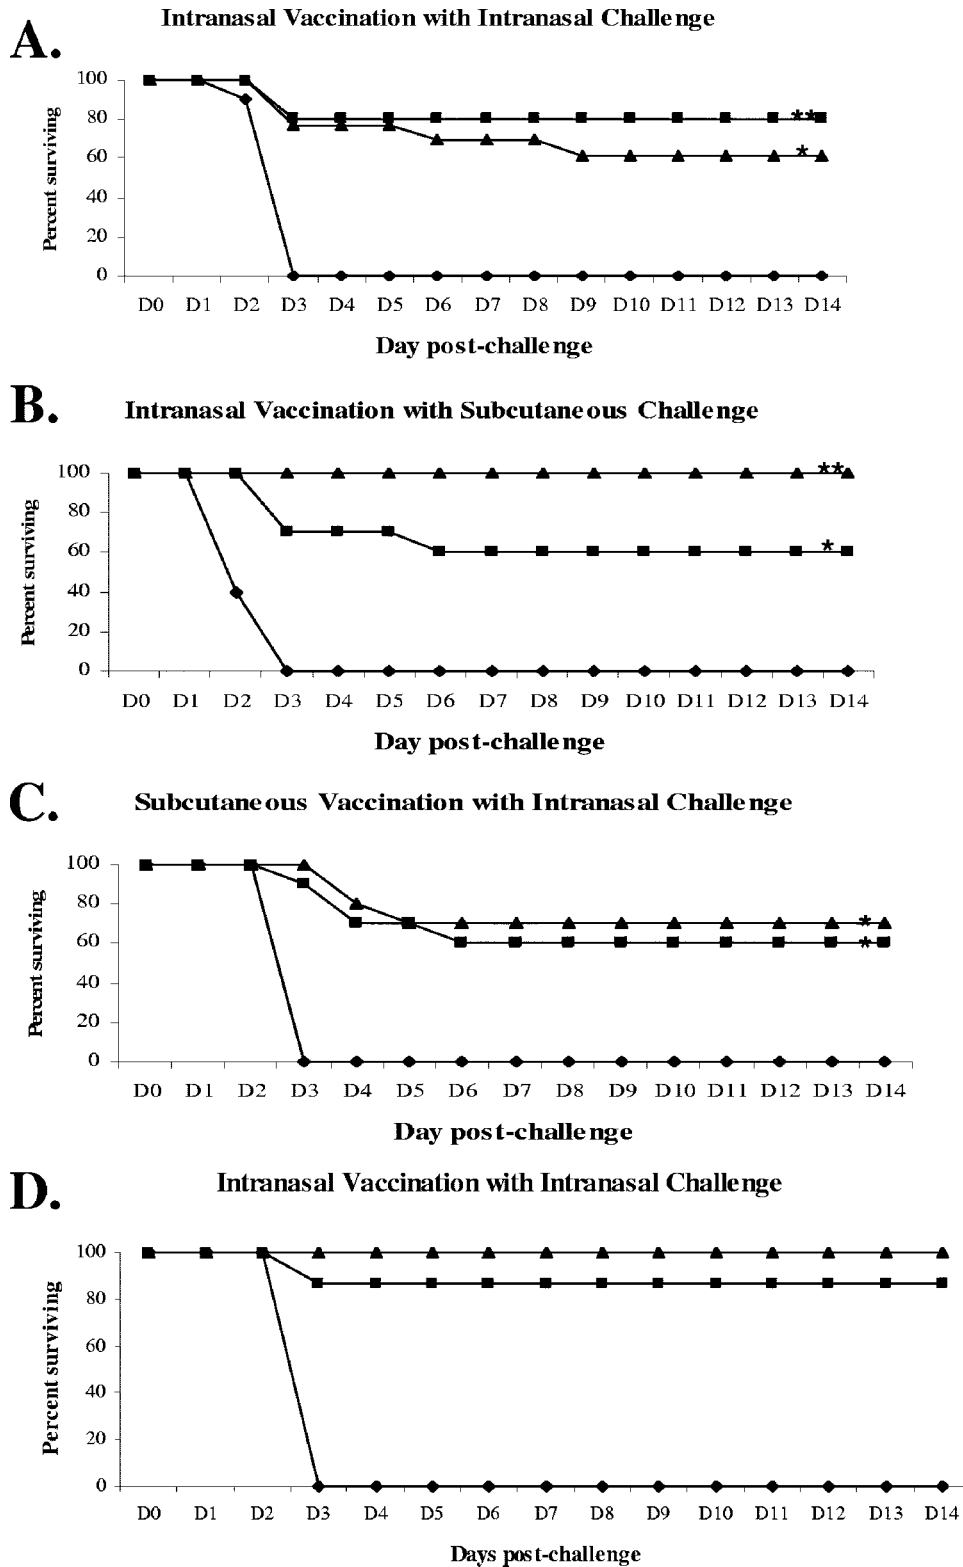 A.
Intranasal Vaccination with Intranasal Challenge
Percent surviving
100
80
60
40
20
0
D0 D1 D2 D3 D4 D5 D6 D7 D8 D9 D10 D11 D12 D13 D14
**
*
Day post-challenge
B.
Intranasal Vaccination with Subcutaneous Challenge
Percent surviving
100
80
60
40
20
0
D0 D1 D2 D3 D4 D5 D6 D7 D8 D9 D10 D11 D12 D13 D14
**
*
Day post-challenge
C.
Subcutaneous Vaccination with Intranasal Challenge
Percent surviving
100
80
60
40
20
0
D0 D1 D2 D3 D4 D5 D6 D7 D8 D9 D10 D11 D12 D13 D14
*
*
Day post-challenge
D.
Intranasal Vaccination with Intranasal Challenge
Percent surviving
100
80
60
40
20
0
D0 D1 D2 D3 D4 D5 D6 D7 D8 D9 D10 D11 D12 D13 D14
Days post-challenge